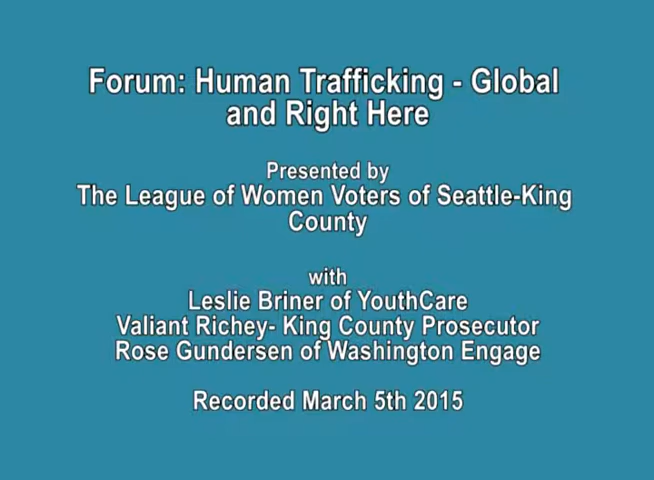 Forum: Human Trafficking - Global
and Right Here
Presented by
The League of Women Voters of Seattle-King
County
with
Leslie Briner of YouthCare
Valiant Richey- King County Prosecutor
Rose Gundersen of Washington Engage
Recorded March 5th 2015